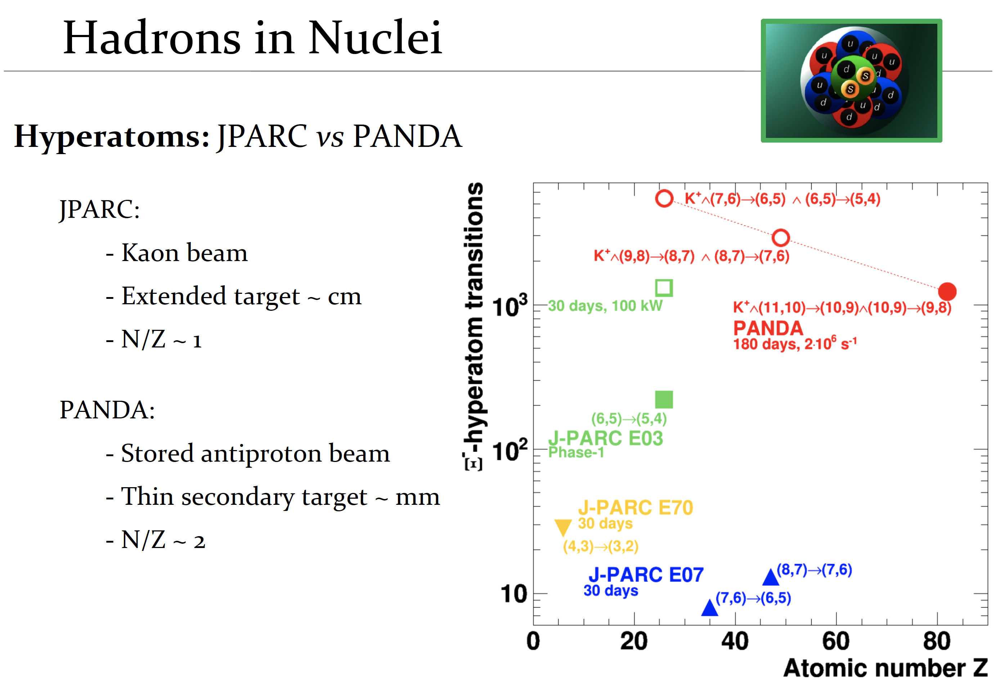 Hadrons in Nuclei
u
u
u
u
d
s
d
u
s
d
d
u
d
d
Hyperatoms: JPARC vs PANDA
JPARC:
- Kaon beam
- Extended target ~ cm
- N/Z ~ 1
PANDA:
- Stored antiproton beam
- Thin secondary target ~ mm
- N/Z ~ 2
Ξ⁻-hyperatom transitions
10³
10²
10
K⁺∧(7,6)→(6,5) ∧ (6,5)→(5,4)
K⁺∧(9,8)→(8,7) ∧ (8,7)→(7,6)
30 days, 100 kW
K⁺∧(11,10)→(10,9)∧(10,9)→(9,8)
PANDA
180 days, 2·10⁶ s⁻¹
(6,5)→(5,4)
J-PARC E03
Phase-1
J-PARC E70
30 days
(4,3)→(3,2)
J-PARC E07
30 days
(8,7)→(7,6)
(7,6)→(6,5)
0 20 40 60 80
Atomic number Z